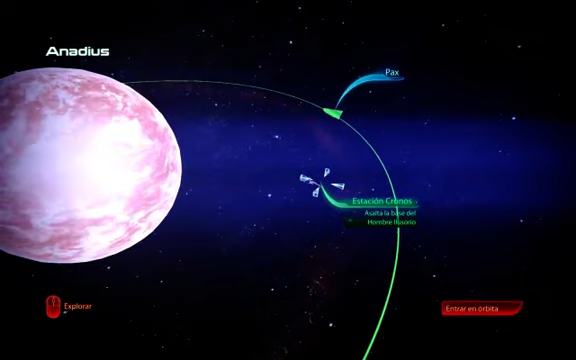 Anadius
Pax
Estación Cronos
Asalta la base del
Hombre Ilusorio
Explorar
Entrar en órbita